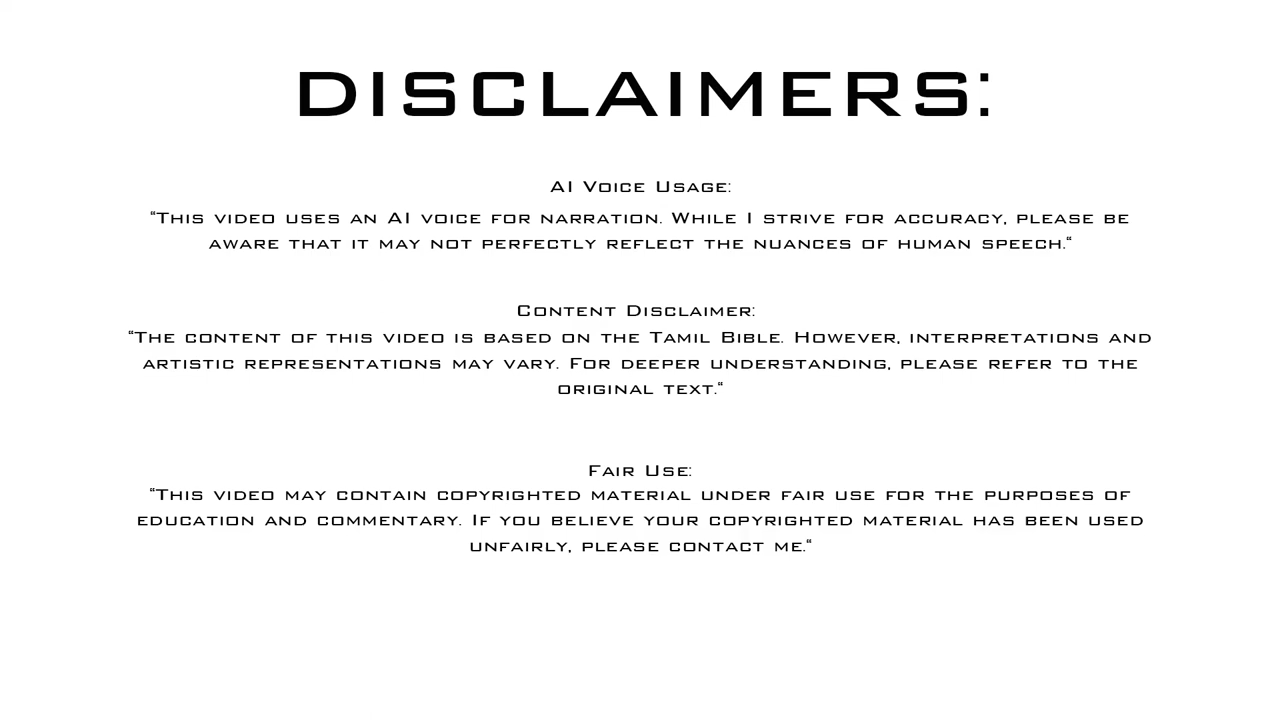 DISCLAIMERS:
AI Voice Usage:
“This video uses an AI voice for narration. While I strive for accuracy, please be
aware that it may not perfectly reflect the nuances of human speech.“
Content Disclaimer:
“The content of this video is based on the Tamil Bible. However, interpretations and
artistic representations may vary. For deeper understanding, please refer to the
original text.“
Fair Use:
“This video may contain copyrighted material under fair use for the purposes of
education and commentary. If you believe your copyrighted material has been used
unfairly, please contact me.“